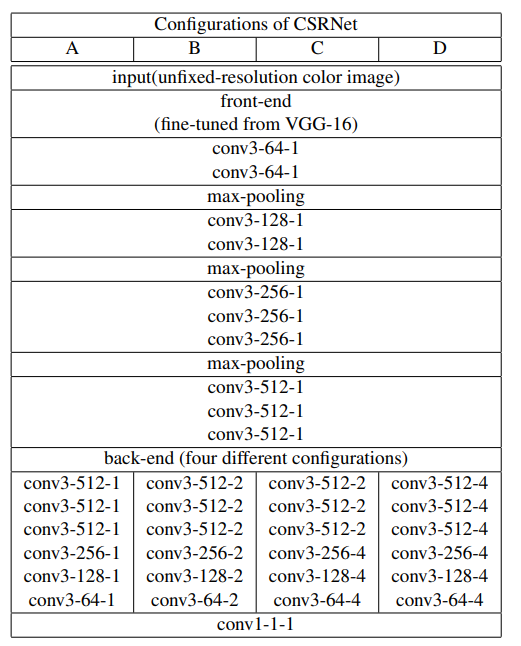 Configurations of CSRNet
A B C D
input(unfixed-resolution color image)
front-end
(fine-tuned from VGG-16)
conv3-64-1
conv3-64-1
max-pooling
conv3-128-1
conv3-128-1
max-pooling
conv3-256-1
conv3-256-1
conv3-256-1
max-pooling
conv3-512-1
conv3-512-1
conv3-512-1
back-end (four different configurations)
conv3-512-1 conv3-512-2 conv3-512-2 conv3-512-4
conv3-512-1 conv3-512-2 conv3-512-2 conv3-512-4
conv3-512-1 conv3-512-2 conv3-512-2 conv3-512-4
conv3-256-1 conv3-256-2 conv3-256-4 conv3-256-4
conv3-128-1 conv3-128-2 conv3-128-4 conv3-128-4
conv3-64-1 conv3-64-2 conv3-64-4 conv3-64-4
conv1-1-1